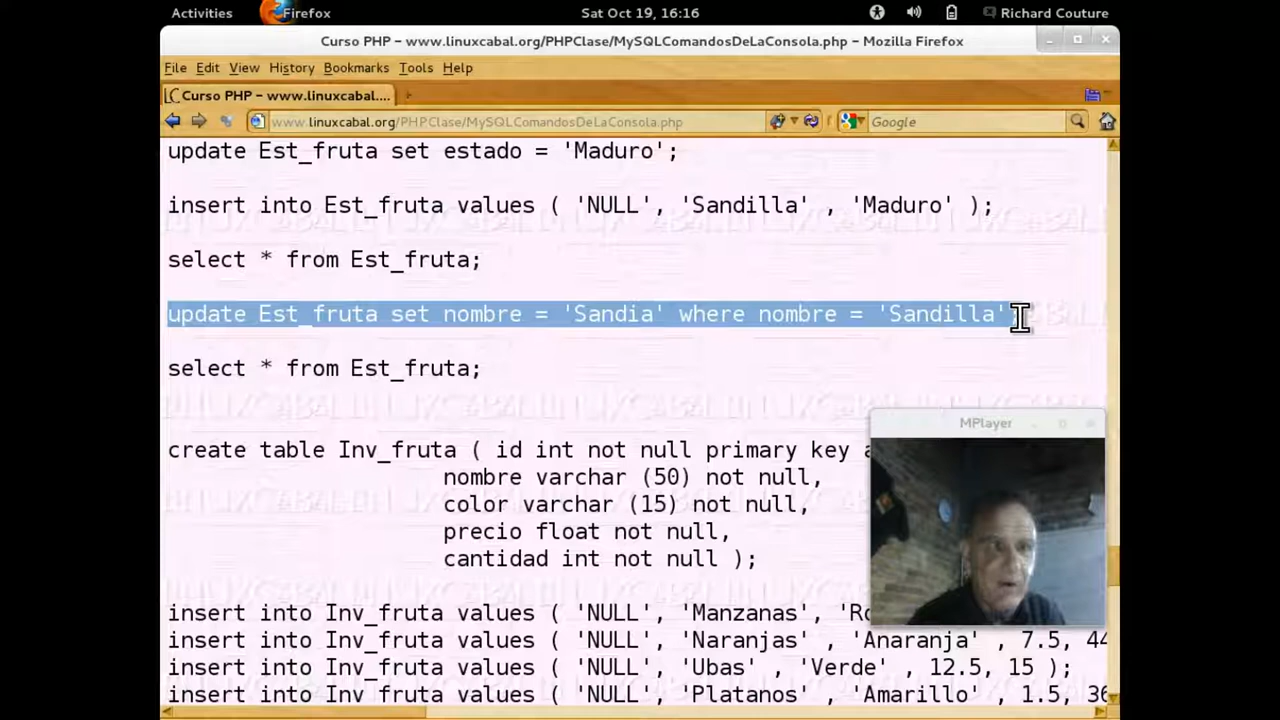 Activities Firefox Sat Oct 19, 16:16 Richard Couture
Curso PHP - www.linuxcabal.org/PHPClase/MySQLComandosDeLaConsola.php - Mozilla Firefox
File Edit View History Bookmarks Tools Help
Curso PHP - www.linuxcabal....
www.linuxcabal.org/PHPClase/MySQLComandosDeLaConsola.php Google
update Est_fruta set estado = 'Maduro';
insert into Est_fruta values ( 'NULL', 'Sandilla' , 'Maduro' );
select * from Est_fruta;
update Est_fruta set nombre = 'Sandia' where nombre = 'Sandilla';
select * from Est_fruta;
MPlayer
create table Inv_fruta ( id int not null primary key a
nombre varchar (50) not null,
color varchar (15) not null,
precio float not null,
cantidad int not null );
insert into Inv_fruta values ( 'NULL', 'Manzanas', 'Ro
insert into Inv_fruta values ( 'NULL', 'Naranjas' , 'Anaranja' , 7.5, 44
insert into Inv_fruta values ( 'NULL', 'Ubas' , 'Verde' , 12.5, 15 );
insert into Inv_fruta values ( 'NULL', 'Platanos' , 'Amarillo' , 1.5, 36